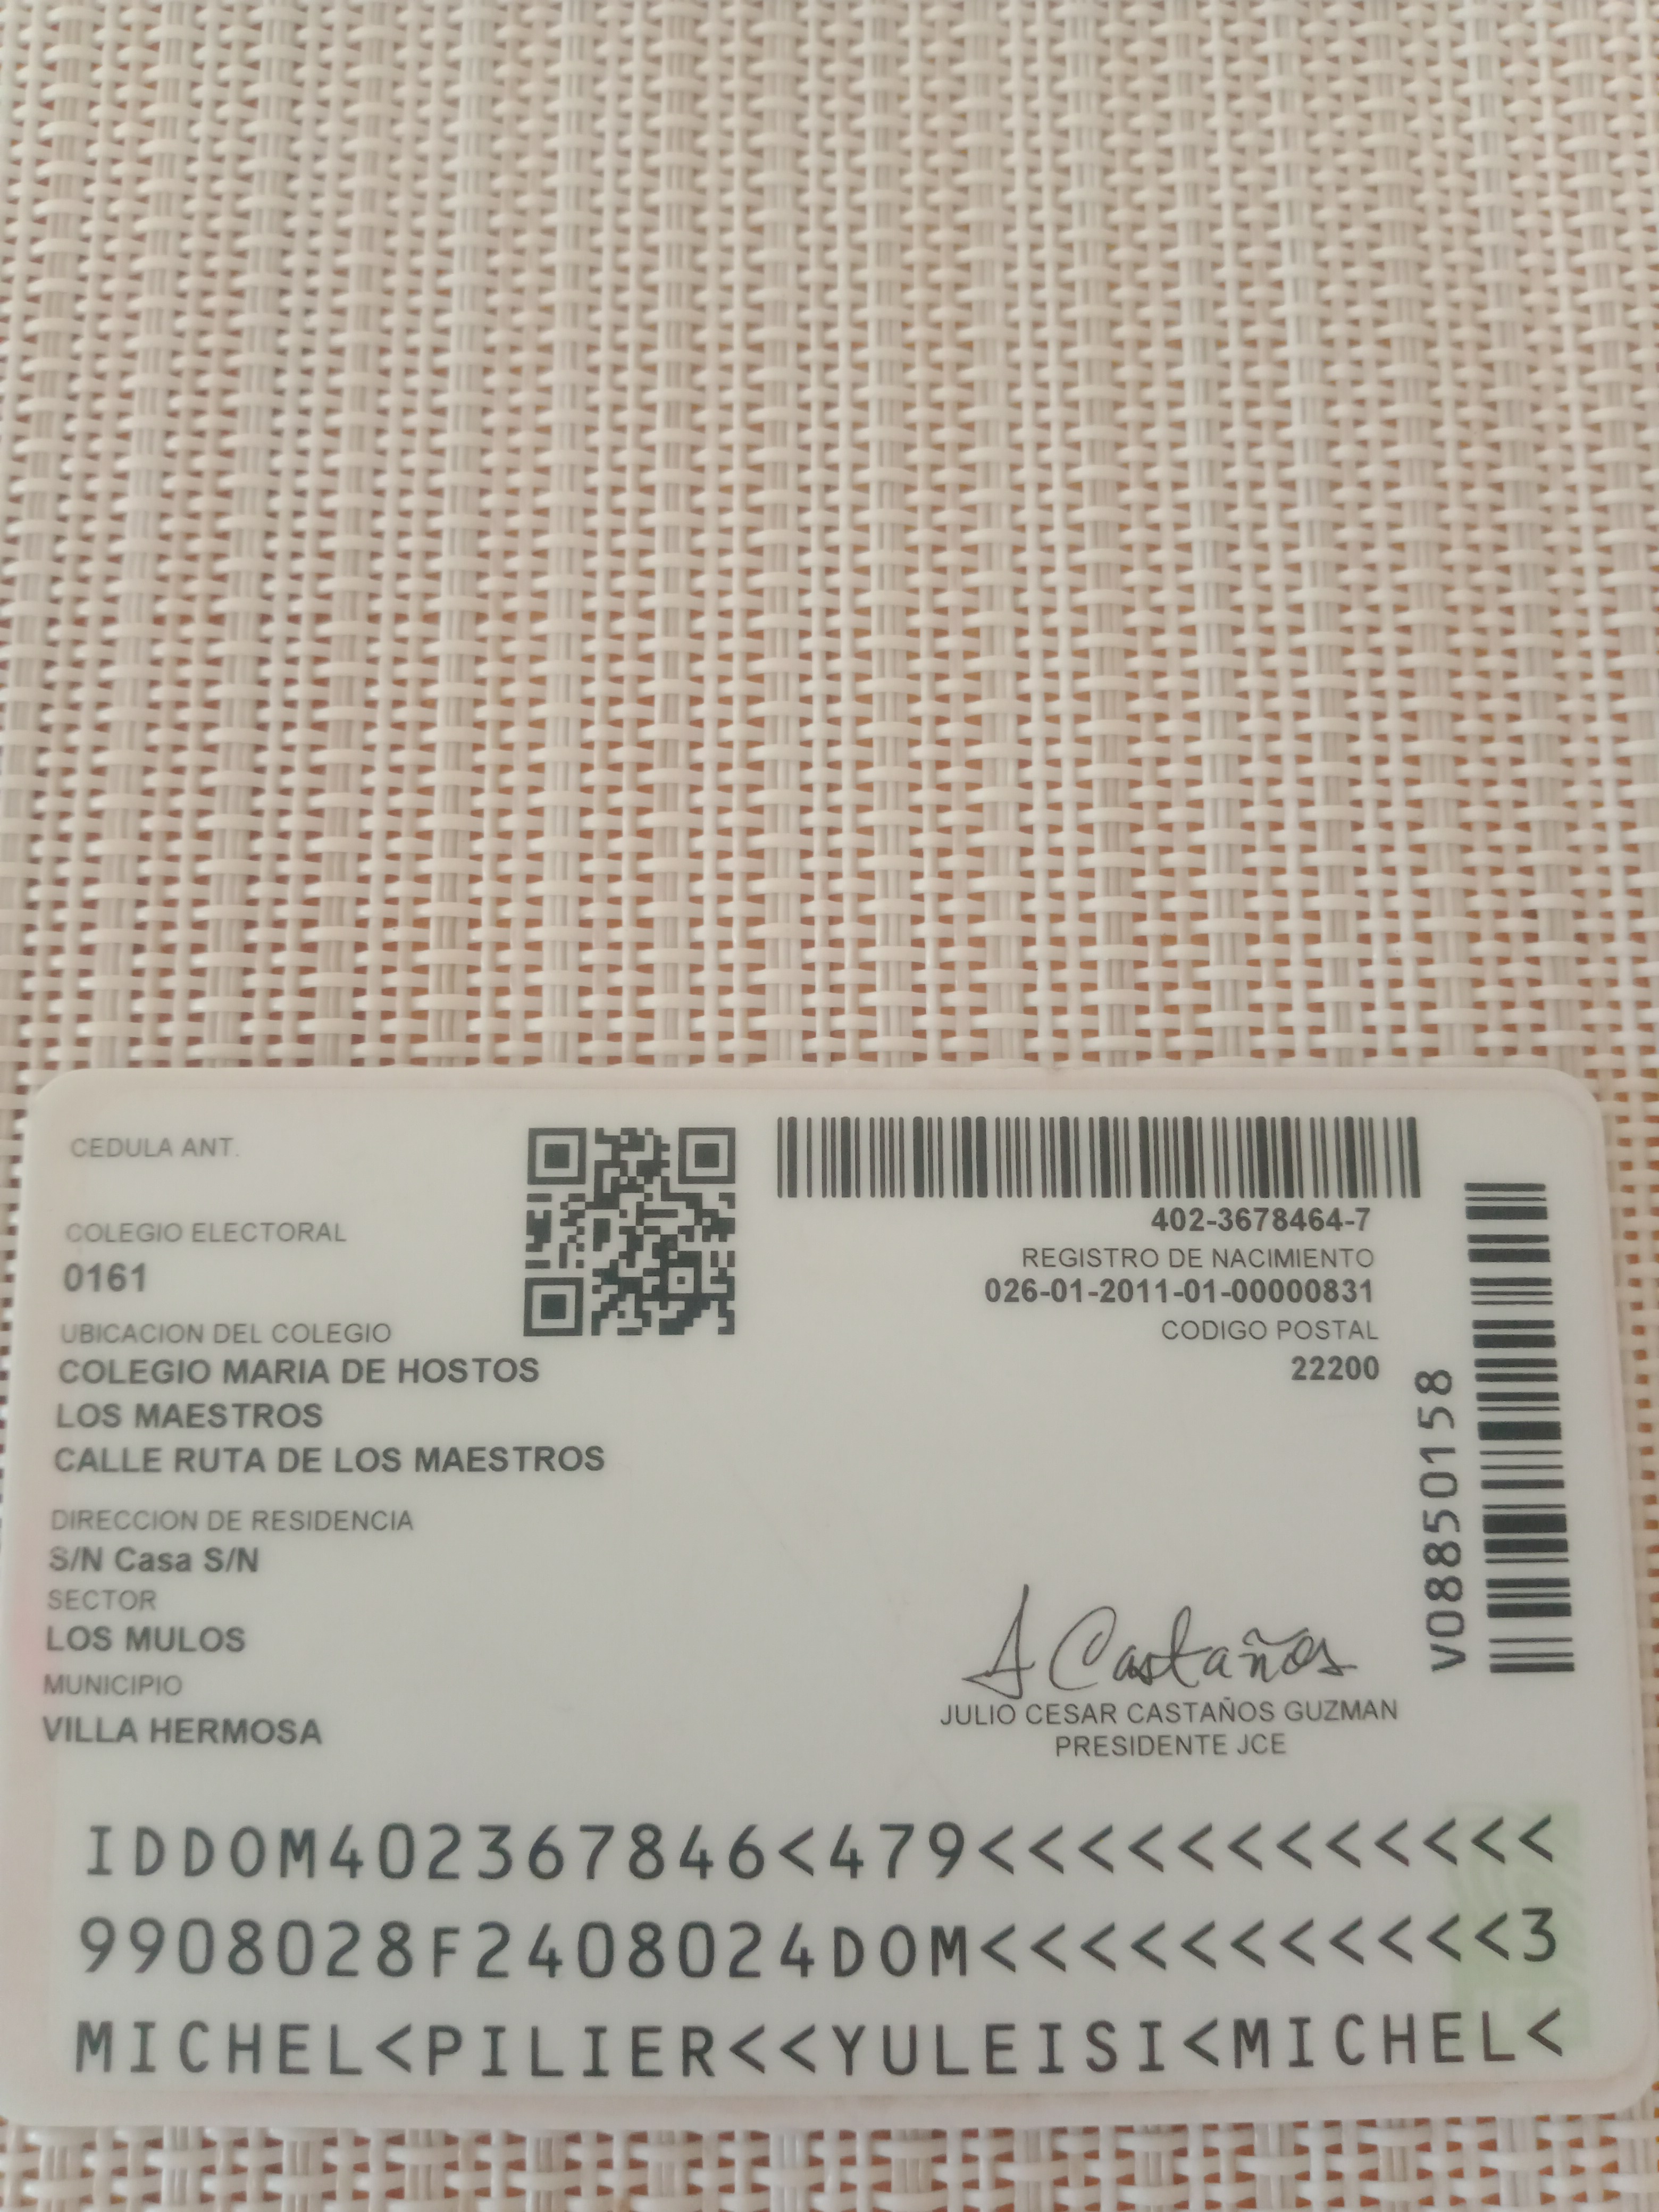 CEDULA ANT.
COLEGIO ELECTORAL
0161
UBICACION DEL COLEGIO
COLEGIO MARIA DE HOSTOS
LOS MAESTROS
CALLE RUTA DE LOS MAESTROS
DIRECCION DE RESIDENCIA
S/N Casa S/N
SECTOR
LOS MULOS
MUNICIPIO
VILLA HERMOSA
402-3678464-7
REGISTRO DE NACIMIENTO
026-01-2011-01-00000831
CODIGO POSTAL
22200
V08850158
J Castaños
JULIO CESAR CASTAÑOS GUZMAN
PRESIDENTE JCE
IDDOM402367846<479<<<<<<<<<<<<
9908028F2408024DOM<<<<<<<<<<<3
MICHEL<PILIER<<YULEISI<MICHEL<